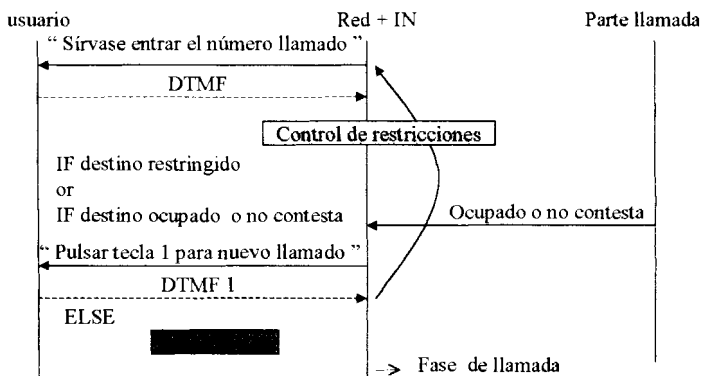 usuario
Red + IN
Parte llamada
“ Sírvase entrar el número llamado ”
DTMF
Control de restricciones
IF destino restringido
or
IF destino ocupado o no contesta
Ocupado o no contesta
“ Pulsar tecla 1 para nuevo llamado ”
DTMF 1
ELSE
Fase de llamada